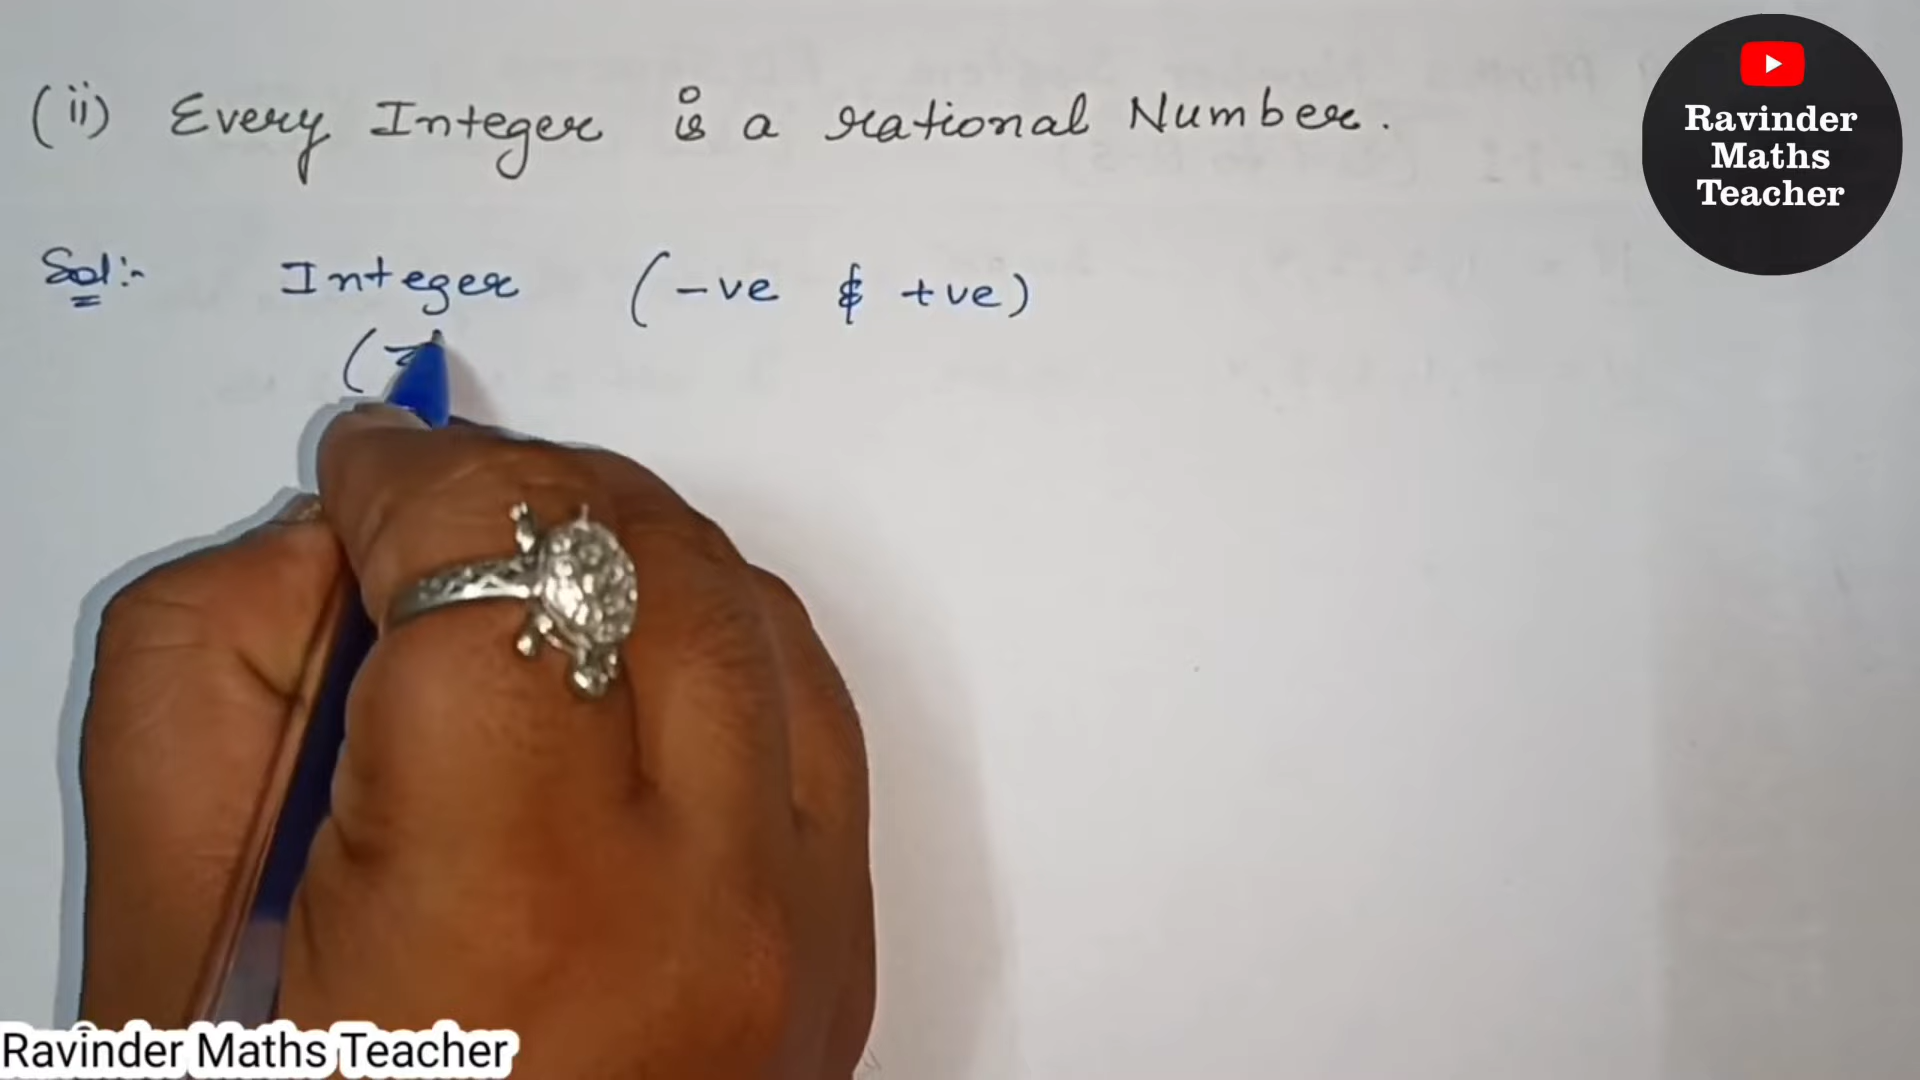 (ii) Every Integer is a rational Number.
Ravinder
Maths
Teacher
Sol:- Integer (-ve & +ve)
(Z
Ravinder Maths Teacher